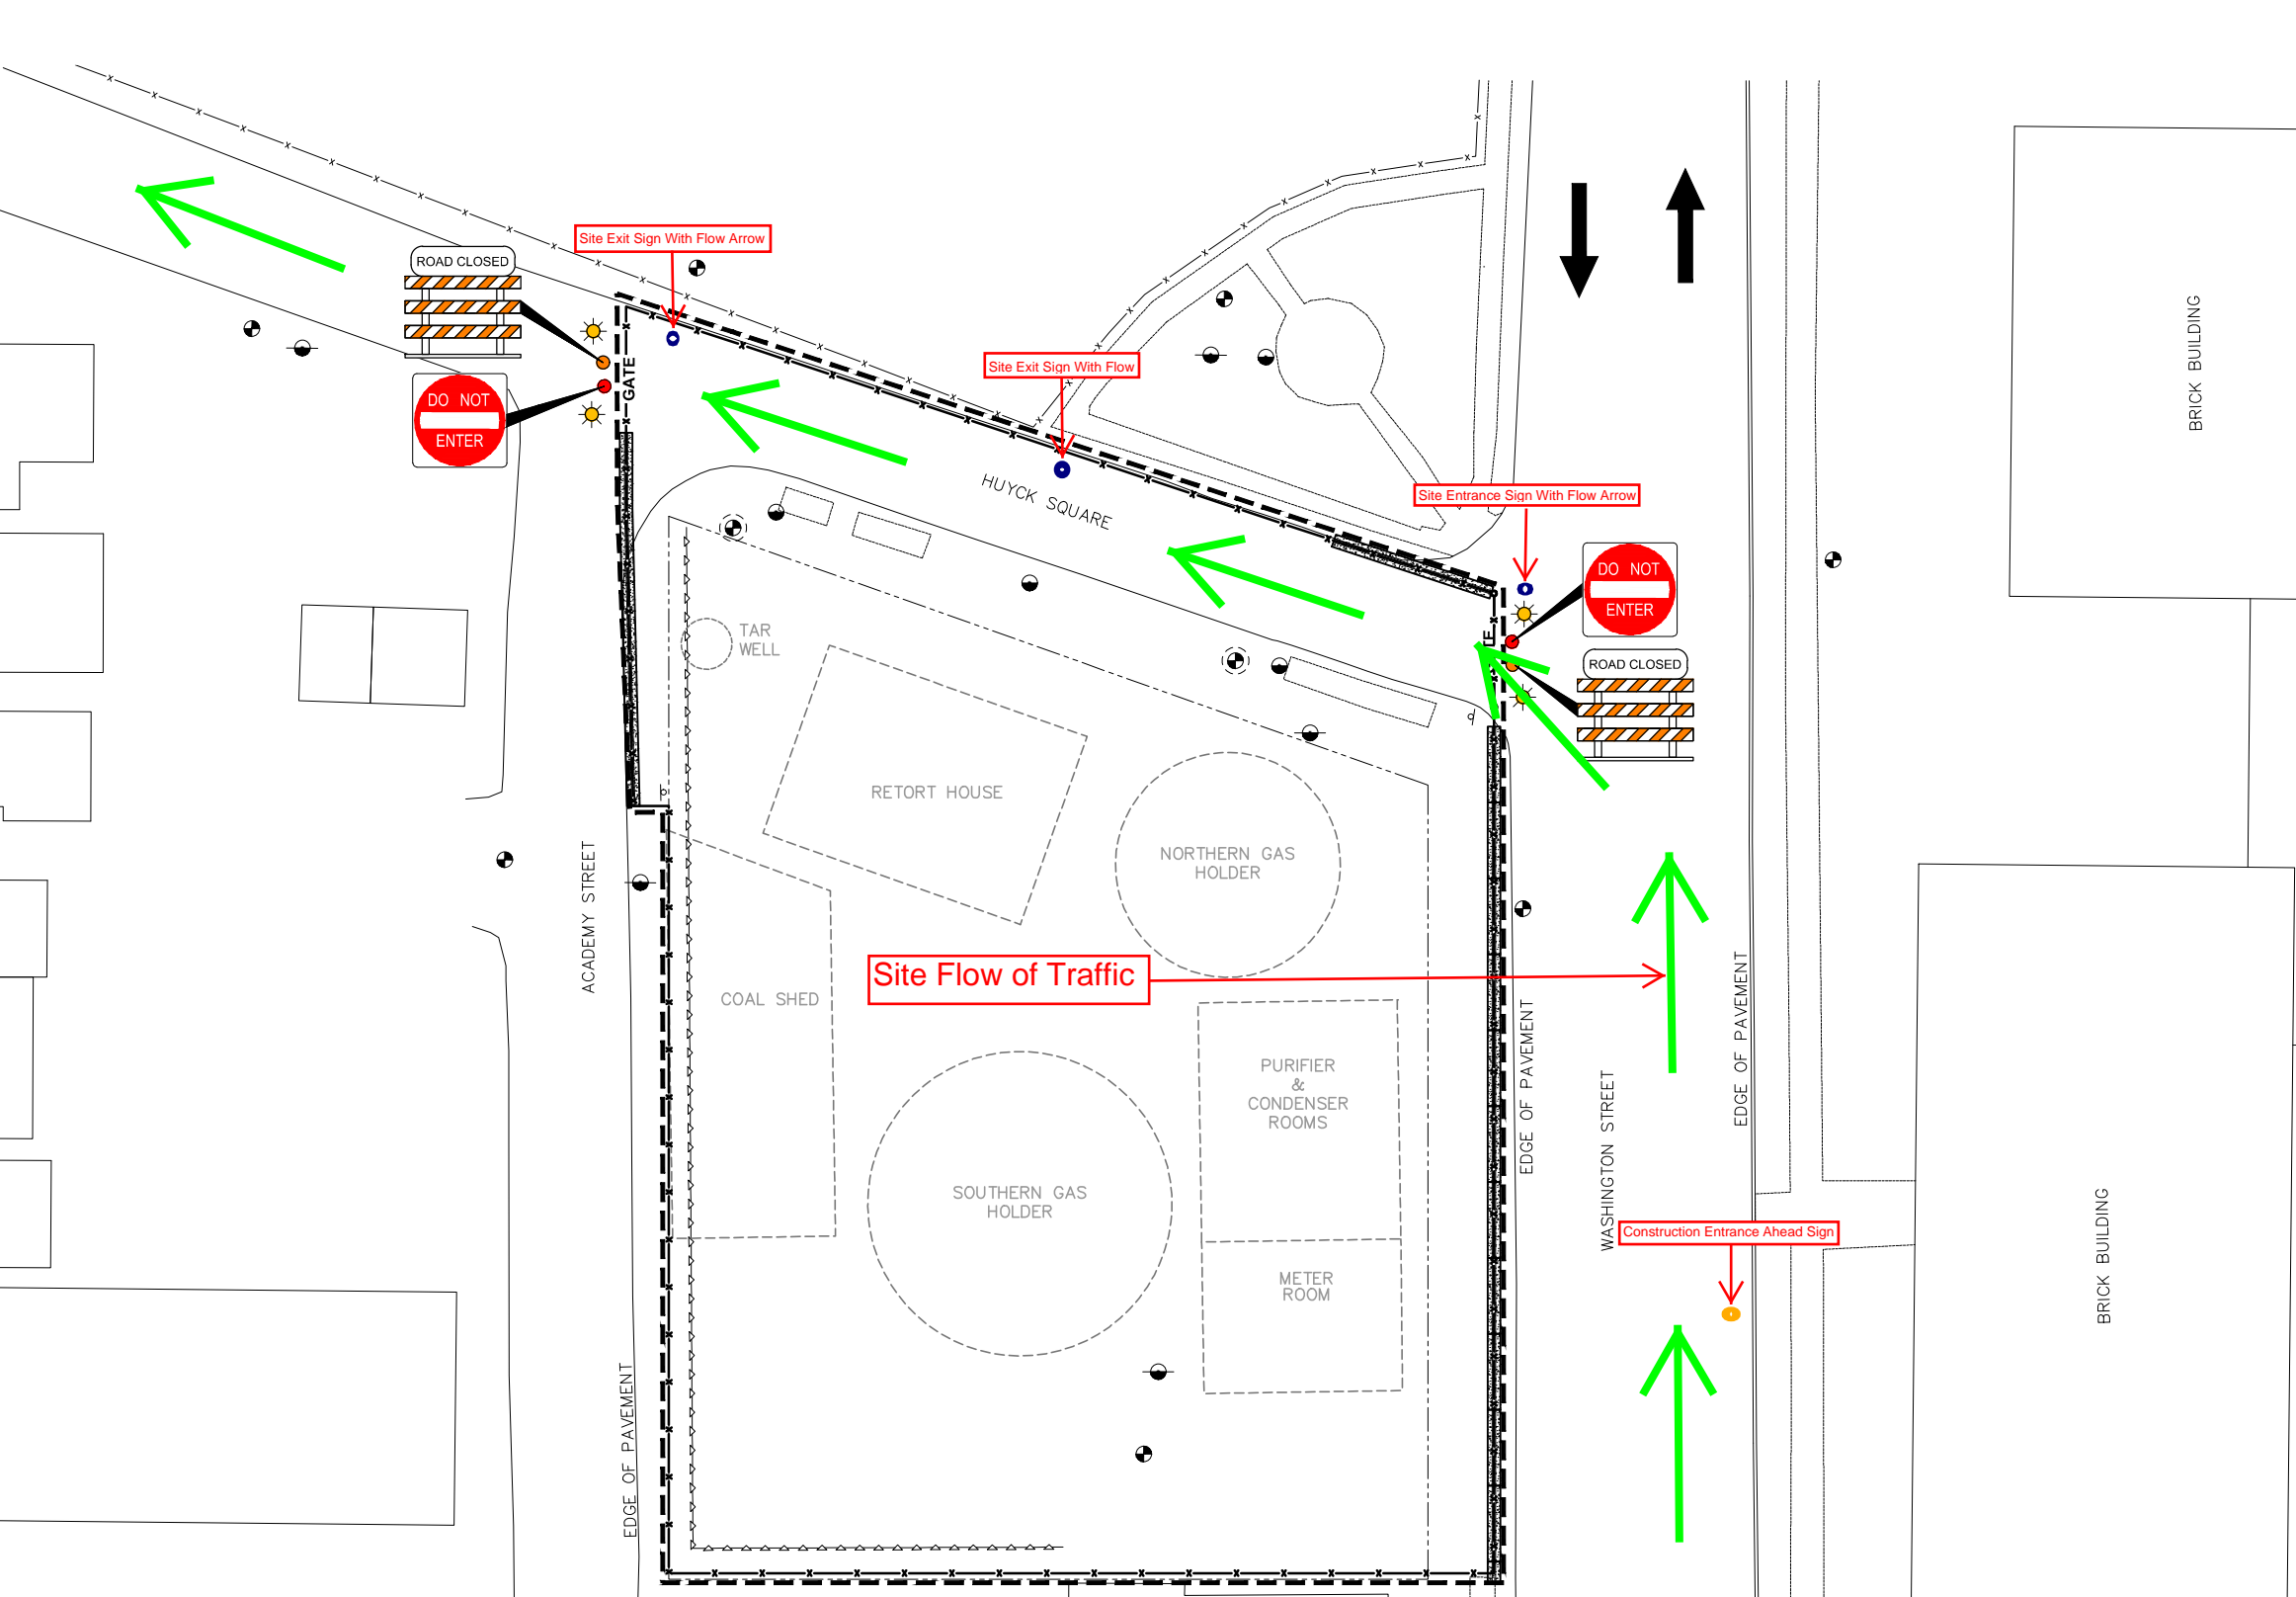 Site Exit Sign With Flow Arrow
ROAD CLOSED
GATE
DO NOT
ENTER
Site Exit Sign With Flow
HUYCK SQUARE
Site Entrance Sign With Flow Arrow
DO NOT
ENTER
ROAD CLOSED
BRICK BUILDING
TAR
WELL
RETORT HOUSE
NORTHERN GAS
HOLDER
ACADEMY STREET
Site Flow of Traffic
COAL SHED
PURIFIER
&
CONDENSER
ROOMS
EDGE OF PAVEMENT
EDGE OF PAVEMENT
WASHINGTON STREET
SOUTHERN GAS
HOLDER
Construction Entrance Ahead Sign
METER
ROOM
BRICK BUILDING
EDGE OF PAVEMENT